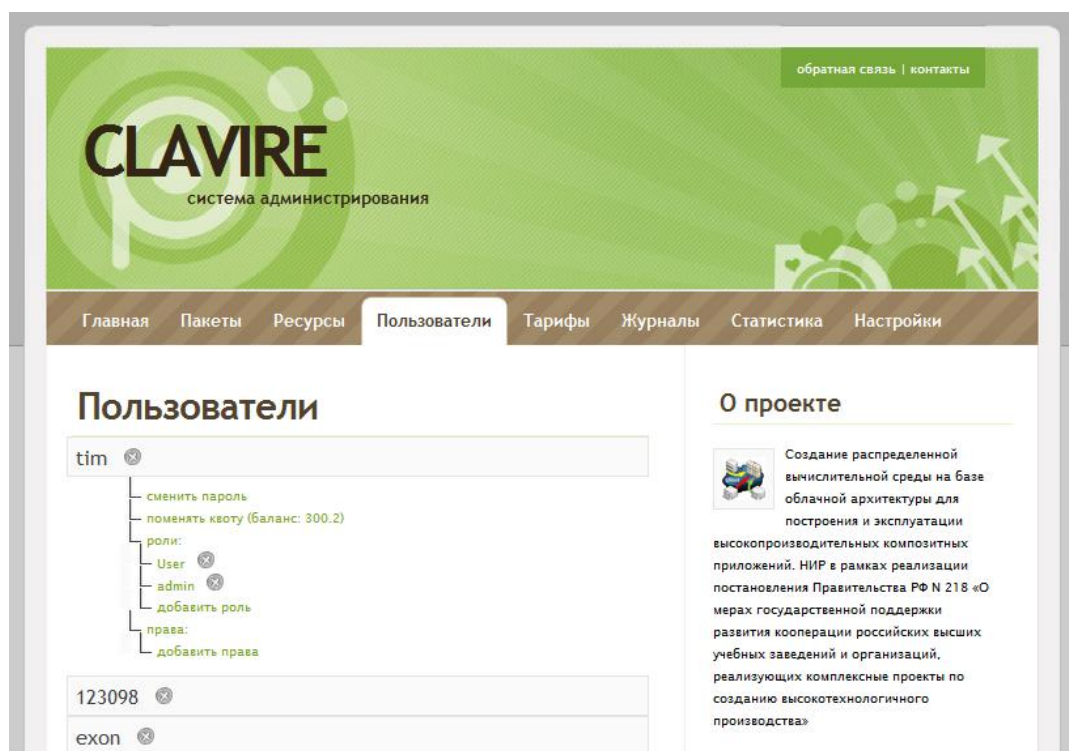 обратная связь | контакты
CLAVIRE
система администрирования
Главная Пакеты Ресурсы Пользователи Тарифы Журналы Статистика Настройки
Пользователи
tim
сменить пароль
поменять квоту (баланс: 300.2)
роли:
User
admin
добавить роль
права:
добавить права
123098
exon
О проекте
Создание распределенной
вычислительной среды на базе
облачной архитектуры для
построения и эксплуатации
высокопроизводительных композитных
приложений. НИР в рамках реализации
постановления Правительства РФ N 218 «О
мерах государственной поддержки
развития кооперации российских высших
учебных заведений и организаций,
реализующих комплексные проекты по
созданию высокотехнологичного
производства»